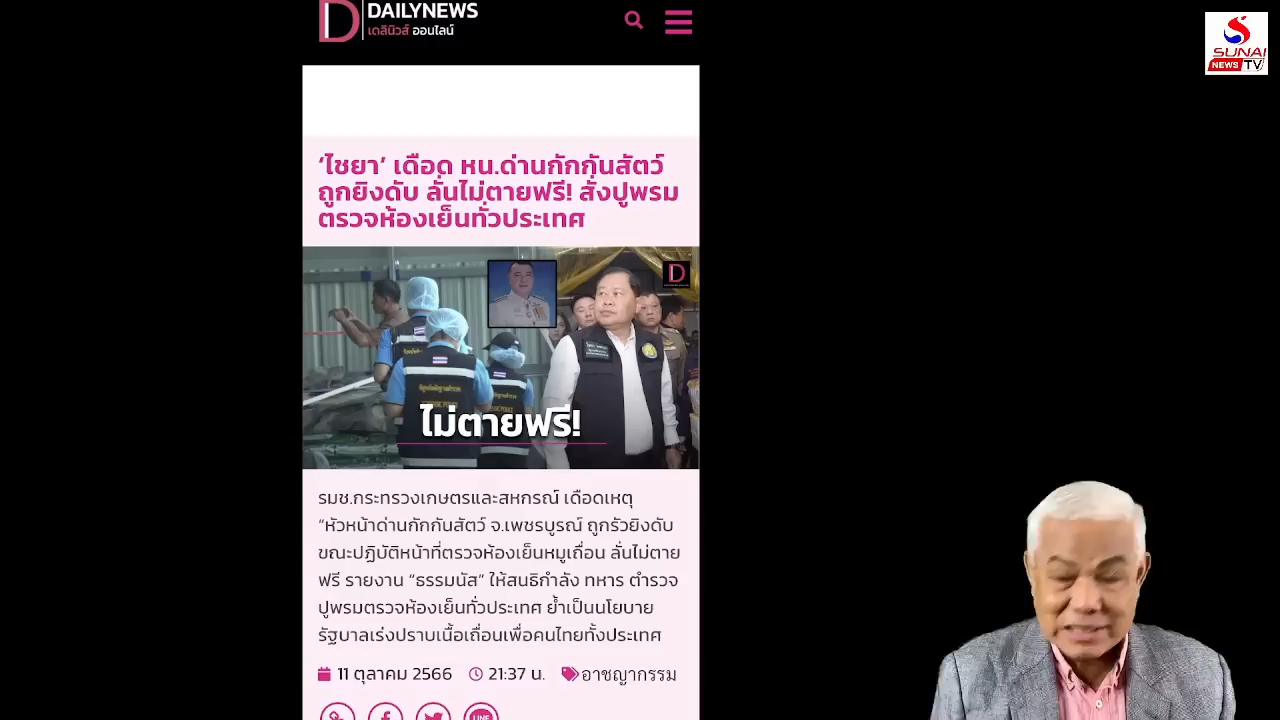 DAILYNEWS
เดลินิวส์ ออนไลน์
SUNAI
NEWS TV
‘ไชยา’ เดือด หน.ด่านกักกันสัตว์
ถูกยิงดับ ลั่นไม่ตายฟรี! สั่งปูพรม
ตรวจห้องเย็นทั่วประเทศ
ไม่ตายฟรี!
รมช.กระทรวงเกษตรและสหกรณ์ เดือดเหตุ
“หัวหน้าด่านกักกันสัตว์ จ.เพชรบูรณ์ ถูกรัวยิงดับ
ขณะปฏิบัติหน้าที่ตรวจห้องเย็นหมูเถื่อน ลั่นไม่ตาย
ฟรี รายงาน “ธรรมนัส” ให้สนธิกำลัง ทหาร ตำรวจ
ปูพรมตรวจห้องเย็นทั่วประเทศ ย้ำเป็นนโยบาย
รัฐบาลเร่งปราบเนื้อเถื่อนเพื่อคนไทยทั้งประเทศ
11 ตุลาคม 2566 21:37 น. อาชญากรรม
LINE